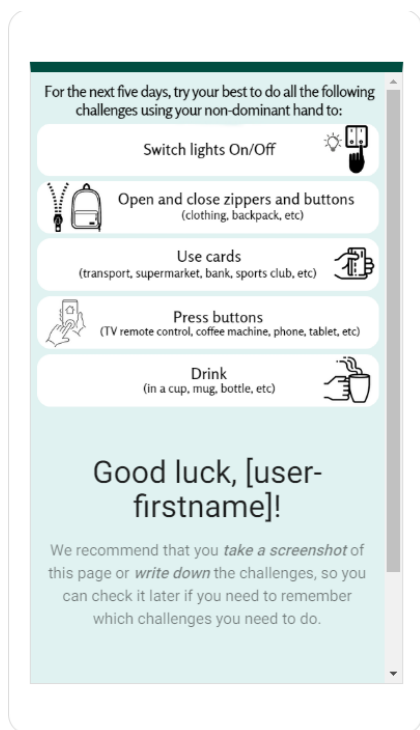 For the next five days, try your best to do all the following
challenges using your non-dominant hand to:
Switch lights On/Off
Open and close zippers and buttons
(clothing, backpack, etc)
Use cards
(transport, supermarket, bank, sports club, etc)
Press buttons
(TV remote control, coffee machine, phone, tablet, etc)
Drink
(in a cup, mug, bottle, etc)
Good luck, [user-
firstname]!
We recommend that you take a screenshot of
this page or write down the challenges, so you
can check it later if you need to remember
which challenges you need to do.